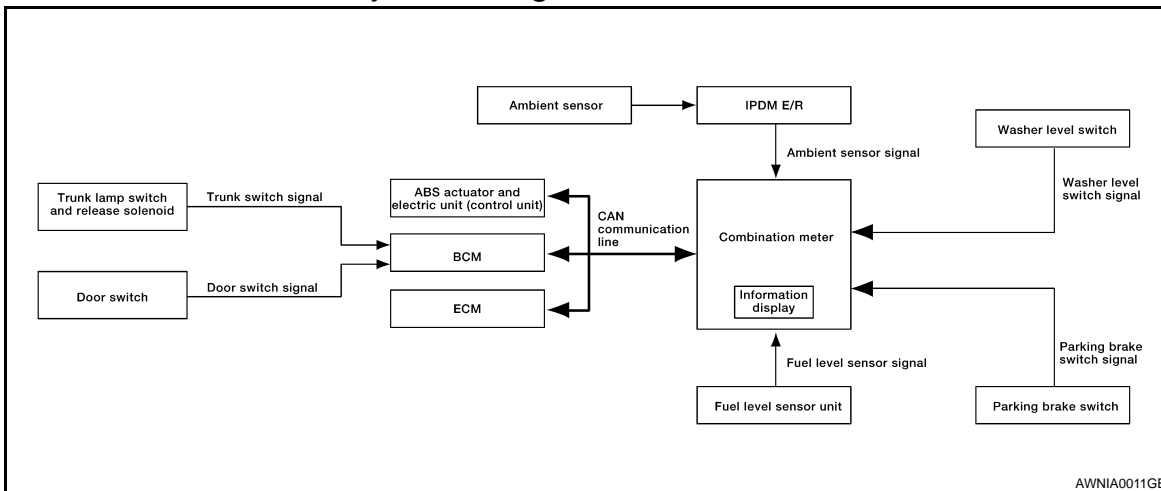 Ambient sensor
IPDM E/R
Washer level switch
Ambient sensor signal
Trunk lamp switch
and release solenoid
Trunk switch signal
ABS actuator and
electric unit (control unit)
CAN
communication
line
Washer level
switch signal
Combination meter
BCM
Door switch
Door switch signal
ECM
Information
display
Parking brake
switch signal
Fuel level sensor signal
Fuel level sensor unit
Parking brake switch